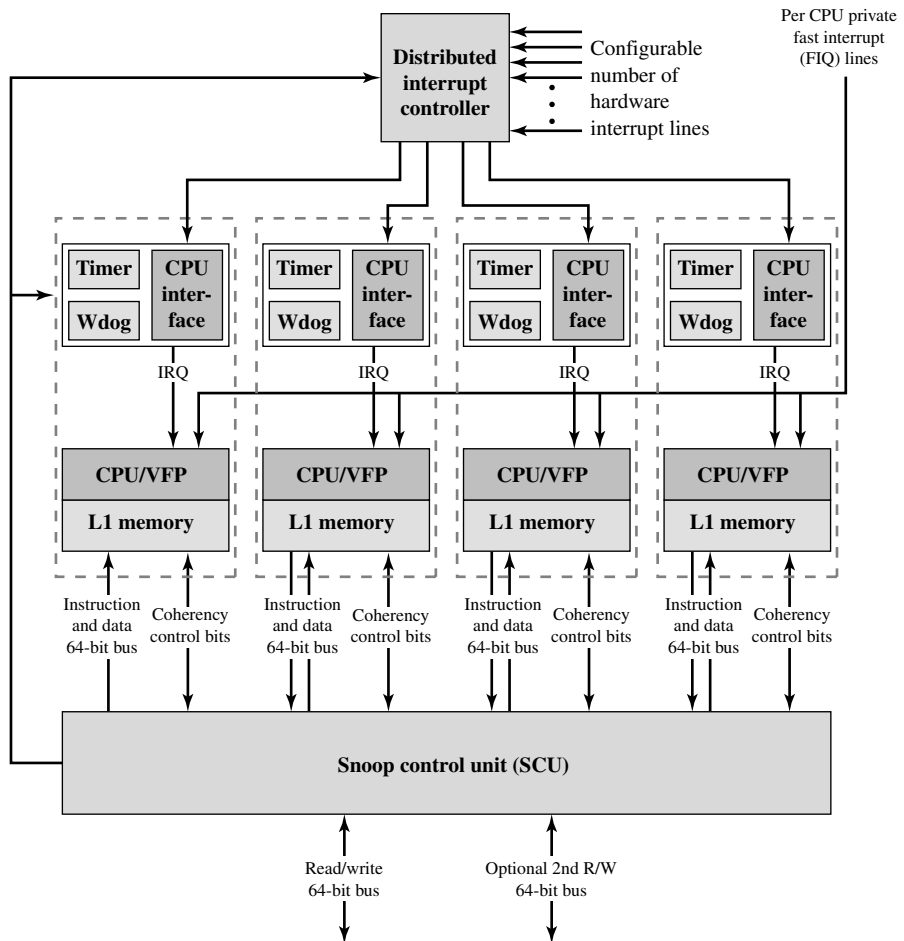 Per CPU private
fast interrupt
(FIQ) lines
Distributed
interrupt
controller
Configurable
number of
hardware
interrupt lines
Timer
Wdog
CPU
inter-
face
Timer
Wdog
CPU
inter-
face
Timer
Wdog
CPU
inter-
face
Timer
Wdog
CPU
inter-
face
IRQ
IRQ
IRQ
IRQ
CPU/VFP
L1 memory
CPU/VFP
L1 memory
CPU/VFP
L1 memory
CPU/VFP
L1 memory
Instruction
and data
64-bit bus
Coherency
control bits
Instruction
and data
64-bit bus
Coherency
control bits
Instruction
and data
64-bit bus
Coherency
control bits
Instruction
and data
64-bit bus
Coherency
control bits
Snoop control unit (SCU)
Read/write
64-bit bus
Optional 2nd R/W
64-bit bus